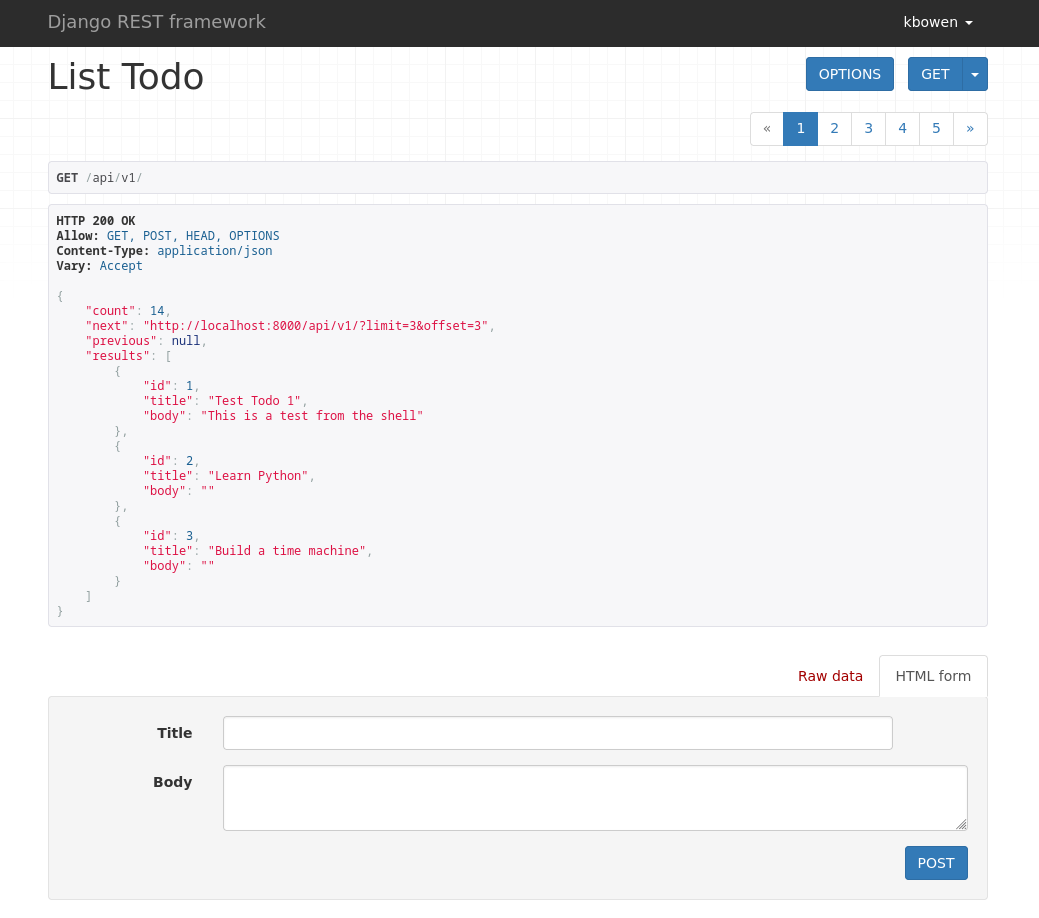 Django REST framework
kbowen
List Todo
OPTIONS
GET
« 1 2 3 4 5 »
GET /api/v1/
HTTP 200 OK
Allow: GET, POST, HEAD, OPTIONS
Content-Type: application/json
Vary: Accept
{
    "count": 14,
    "next": "http://localhost:8000/api/v1/?limit=3&offset=3",
    "previous": null,
    "results": [
        {
            "id": 1,
            "title": "Test Todo 1",
            "body": "This is a test from the shell"
        },
        {
            "id": 2,
            "title": "Learn Python",
            "body": ""
        },
        {
            "id": 3,
            "title": "Build a time machine",
            "body": ""
        }
    ]
}
Raw data
HTML form
Title
Body
POST